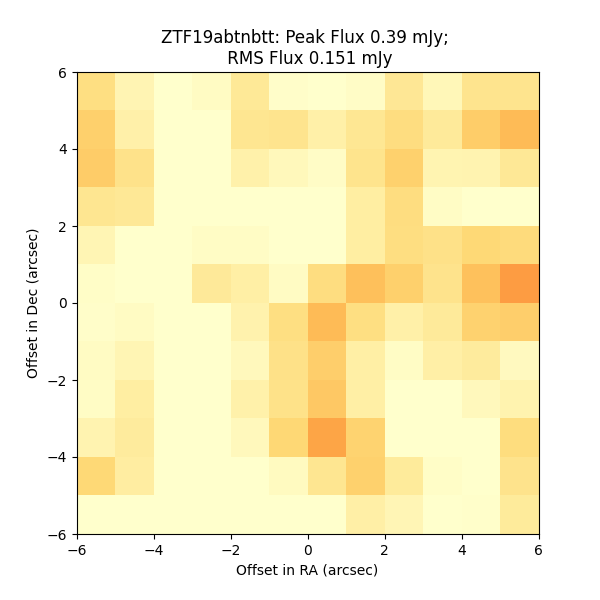 ZTF19abtnbtt: Peak Flux 0.39 mJy;
RMS Flux 0.151 mJy
6
4
2
0
−2
−4
−6
Offset in Dec (arcsec)
−6 −4 −2 0 2 4 6
Offset in RA (arcsec)